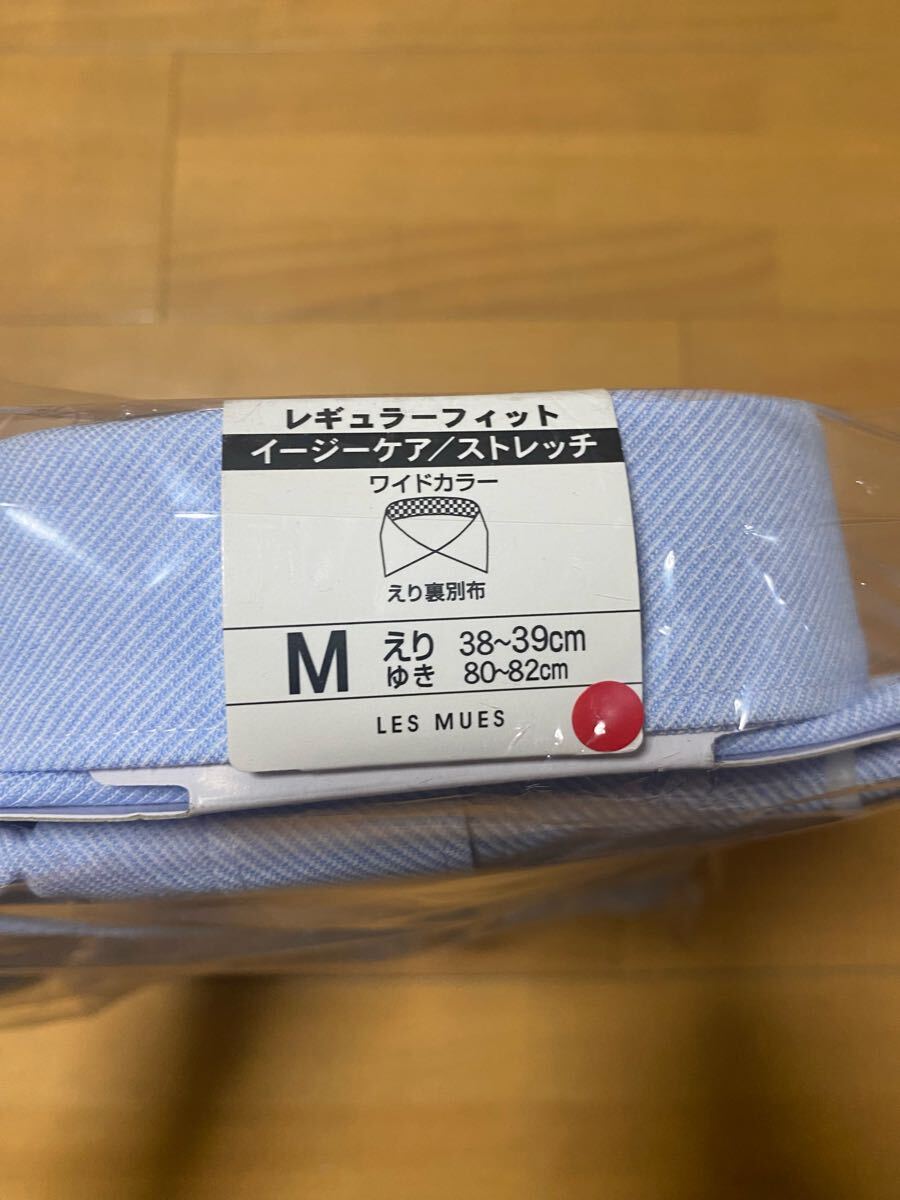 レギュラーフィット
イージーケア/ストレッチ
ワイドカラー
えり裏別布
M えり 38~39cm
ゆき 80~82cm
LES MUES